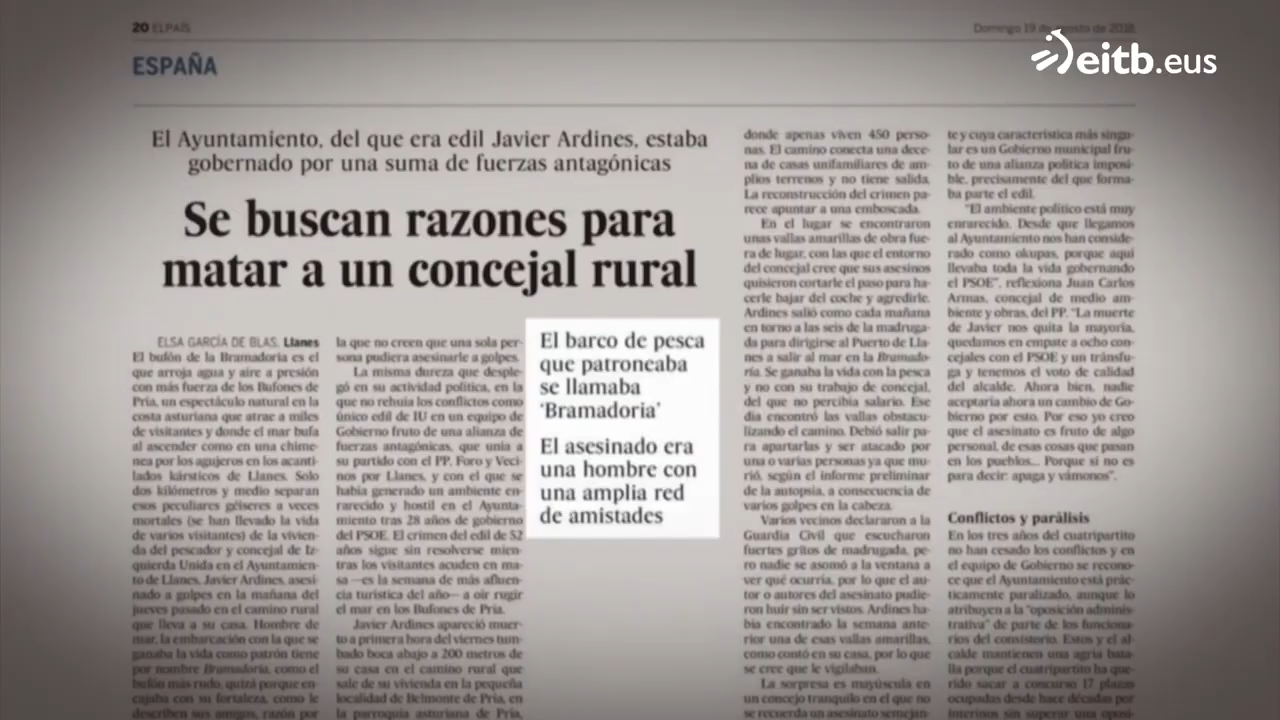 20 ELPAÍS
Domingo 19 de agosto de 2018
eitb.eus
ESPAÑA
El Ayuntamiento, del que era edil Javier Ardines, estaba
gobernado por una suma de fuerzas antagónicas
Se buscan razones para
matar a un concejal rural
ELSA GARCÍA DE BLAS, Llanes
El bufón de la Bramadoria es el
que arroja agua y aire a presión
con más fuerza de los Bufones de
Pría, un espectáculo natural en la
costa asturiana que atrae a miles
de visitantes y donde el mar bufa
al ascender como en una chime-
nea por los agujeros en los acanti-
lados kársticos de Llanes. Solo
dos kilómetros y medio separan
esos peculiares géiseres a veces
mortales (se han llevado la vida
de varios visitantes) de la vivien-
da del pescador y concejal de Iz-
quierda Unida en el Ayuntamien-
to de Llanes, Javier Ardines, asesi-
nado a golpes en la mañana del
jueves pasado en el camino rural
que lleva a su casa. Hombre de
mar, la embarcación con la que se
ganaba la vida como patrón tiene
por nombre Bramadoria, como el
bufón más rudo, quizá porque en-
cajaba con su fortaleza, como le
describen sus amigos, razón por
la que no creen que una sola per-
sona pudiera asesinarle a golpes.
La misma dureza que desple-
gó en su actividad política, en la
que no rehuía los conflictos como
único edil de IU en un equipo de
Gobierno fruto de una alianza de
fuerzas antagónicas, que unía a
su partido con el PP, Foro y Veci-
nos por Llanes, y con el que se
había generado un ambiente en-
rarecido y hostil en el Ayunta-
miento tras 28 años de gobierno
del PSOE. El crimen del edil de 52
años sigue sin resolverse mien-
tras los visitantes acuden en ma-
sa —es la semana de más afluen-
cia turística del año— a oír rugir
el mar en los Bufones de Pría.
Javier Ardines apareció muer-
to a primera hora del viernes tum-
bado boca abajo a 200 metros de
su casa en el camino rural que
sale de su vivienda en la pequeña
localidad de Belmonte de Pría, en
la parroquia asturiana de Pría,
El barco de pesca
que patroneaba
se llamaba
‘Bramadoria’
El asesinado era
una hombre con
una amplia red
de amistades
donde apenas viven 450 perso-
nas. El camino conecta una dece-
na de casas unifamiliares de am-
plios terrenos y no tiene salida.
La reconstrucción del crimen pa-
rece apuntar a una emboscada.
En el lugar se encontraron
unas vallas amarillas de obra fue-
ra de lugar, con las que el entorno
del concejal cree que sus asesinos
quisieron cortarle el paso para ha-
cerle bajar del coche y agredirle.
Ardines salió como cada mañana
en torno a las seis de la madruga-
da para dirigirse al Puerto de Lla-
nes a salir al mar en la Bramado-
ría. Se ganaba la vida con la pesca
y no con su trabajo de concejal,
del que no percibía salario. Ese
día encontró las vallas obstacu-
lizando el camino. Debió salir pa-
ra apartarlas y ser atacado por
una o varias personas ya que mu-
rió, según el informe preliminar
de la autopsia, a consecuencia de
varios golpes en la cabeza.
Varios vecinos declararon a la
Guardia Civil que escucharon
fuertes gritos de madrugada, pe-
ro nadie se asomó a la ventana a
ver qué ocurría, por lo que el au-
tor o autores del asesinato pudie-
ron huir sin ser vistos. Ardines ha-
bía encontrado la semana ante-
rior una de esas vallas amarillas,
como contó en su casa, por lo que
se cree que le vigilaban.
La sorpresa es mayúscula en
un concejo tranquilo en el que no
se recuerda un asesinato semejan-
te y cuya característica más singu-
lar es un Gobierno municipal fru-
to de una alianza política imposi-
ble, precisamente del que forma-
ba parte el edil.
"El ambiente político está muy
enrarecido. Desde que llegamos
al Ayuntamiento nos han conside-
rado como okupas, porque aquí
llevaba toda la vida gobernando
el PSOE", reflexiona Juan Carlos
Armas, concejal de medio am-
biente y obras, del PP. "La muerte
de Javier nos quita la mayoría,
quedamos en empate a ocho con-
cejales con el PSOE y un tránsfu-
ga y tenemos el voto de calidad
del alcalde. Ahora bien, nadie
aceptaría ahora un cambio de Go-
bierno por esto. Por eso yo creo
que el asesinato es fruto de algo
personal, de esas cosas que pasan
en los pueblos... Porque si no es
para decir: apaga y vámonos".
Conflictos y parálisis
En los tres años del cuatripartito
no han cesado los conflictos y en
el equipo de Gobierno se recono-
ce que el Ayuntamiento está prác-
ticamente paralizado, aunque lo
atribuyen a la "oposición adminis-
trativa" de parte de los funciona-
rios del consistorio. Estos y el al-
calde mantienen una agria bata-
lla porque el cuatripartito ha que-
rido sacar a concurso 17 plazas
ocupadas desde hace décadas por
interinos sin superar una oposi-